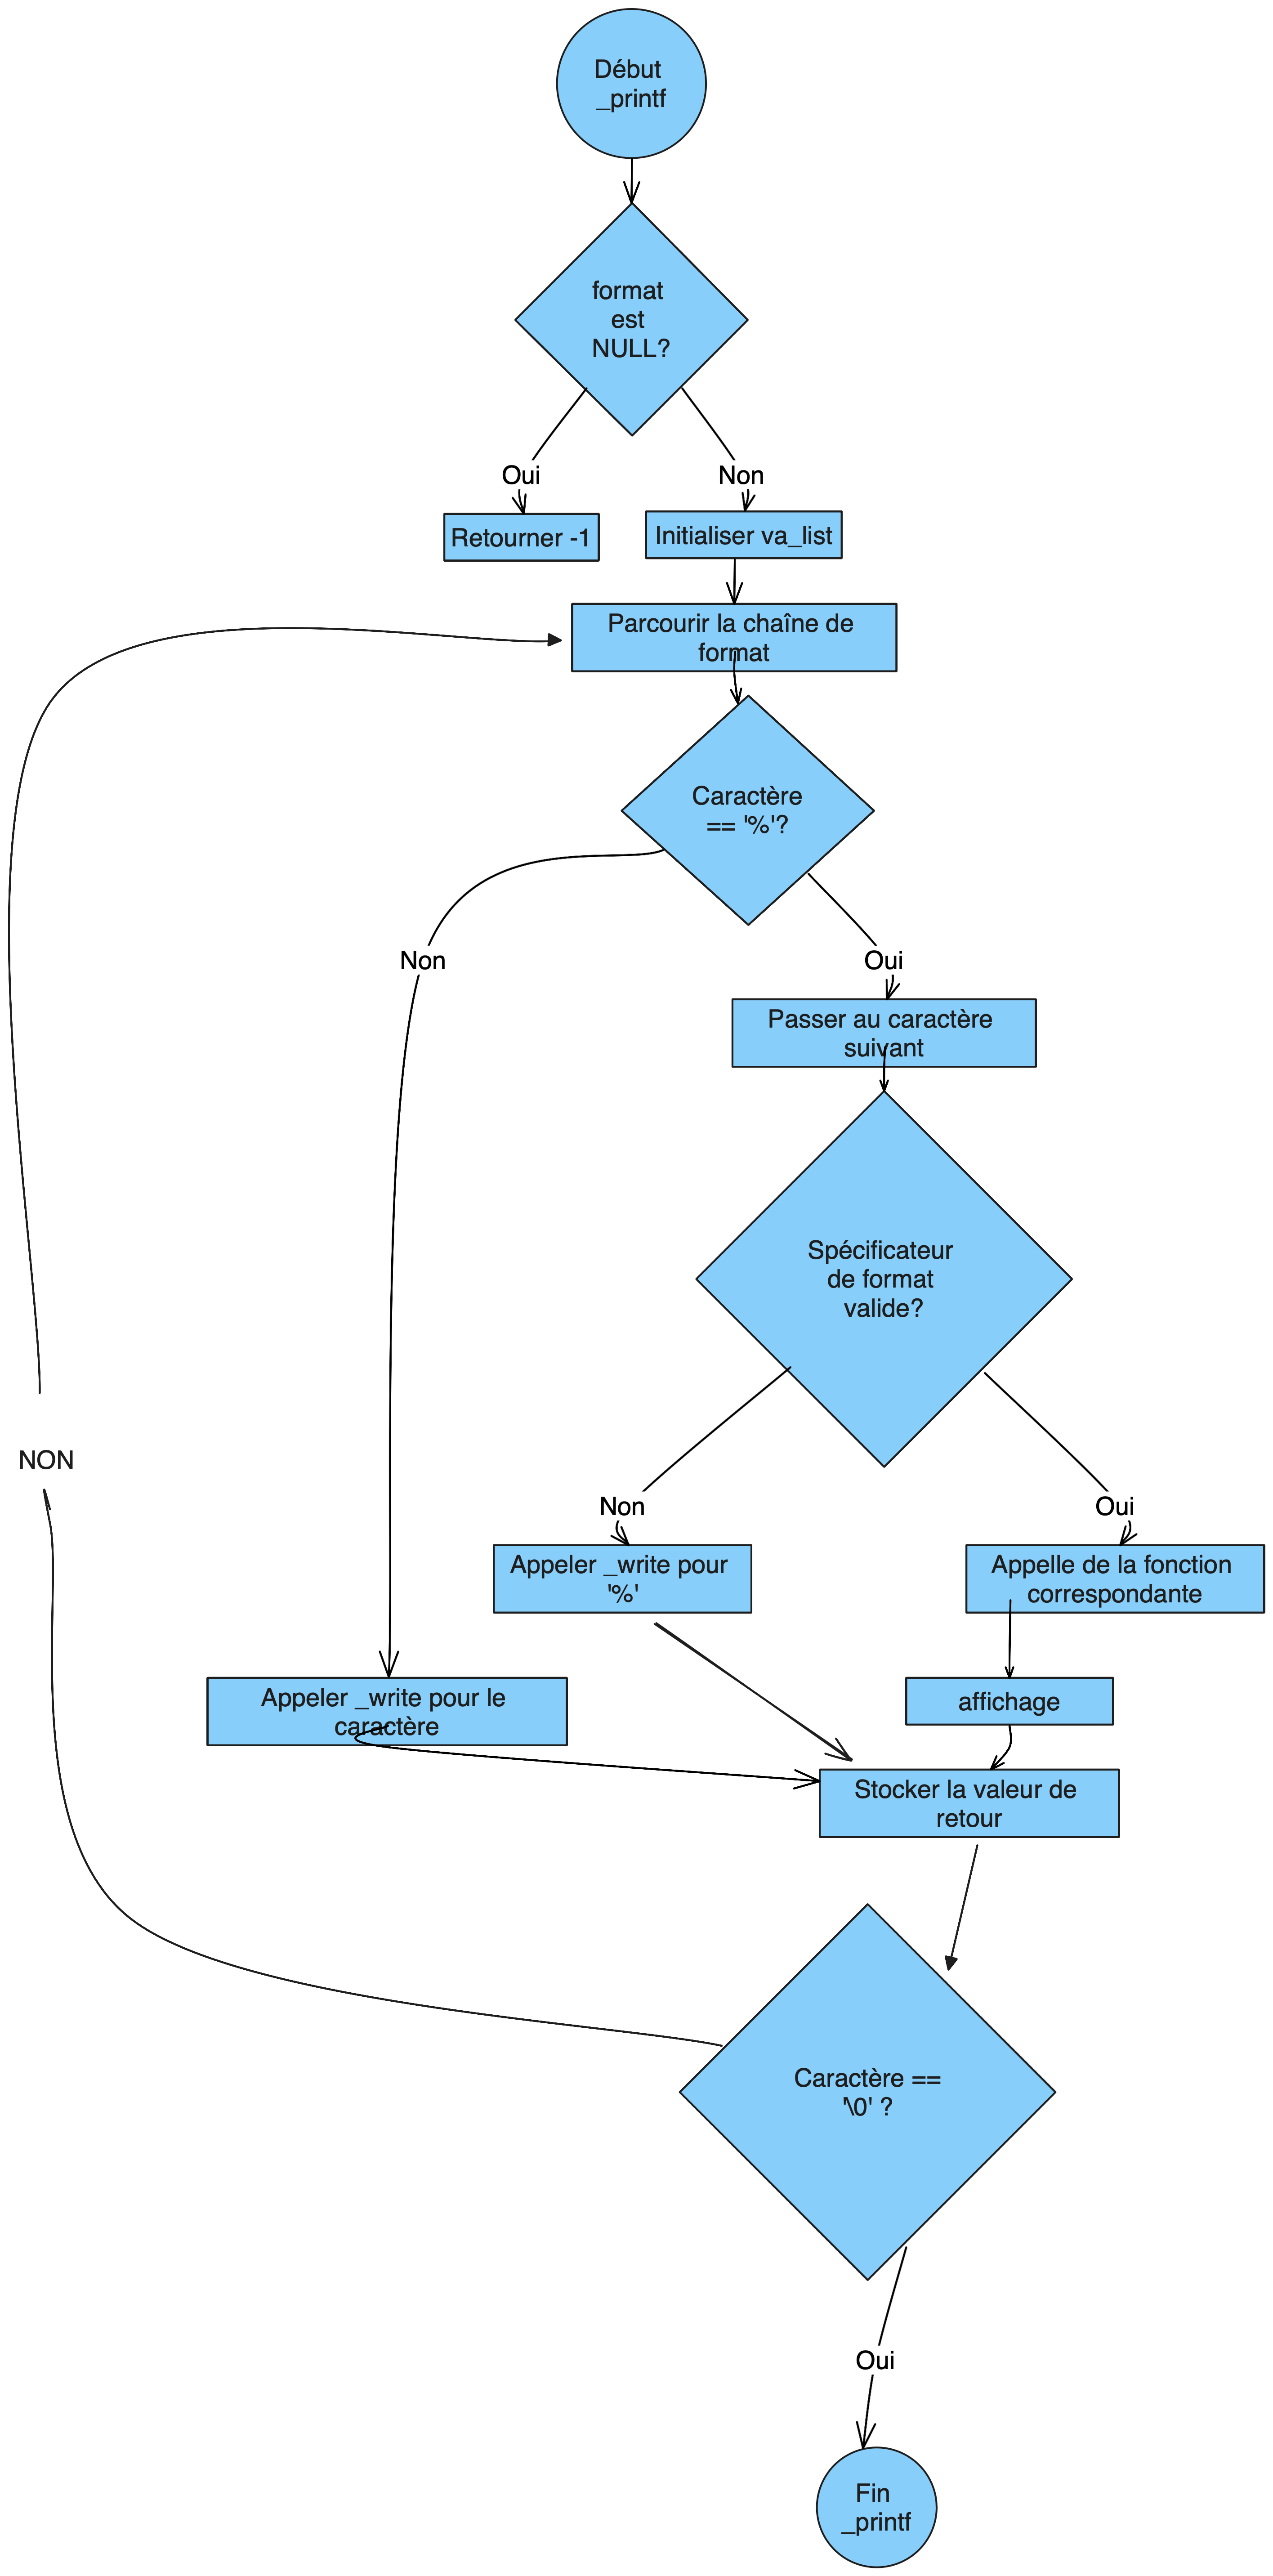 Début
_printf
format
est
NULL?
Oui
Non
Retourner -1
Initialiser va_list
Parcourir la chaîne de
format
Caractère
== '%'?
Non
Oui
Passer au caractère
suivant
Spécificateur
de format
valide?
NON
Non
Oui
Appeler _write pour
'%'
Appelle de la fonction
correspondante
Appeler _write pour le
caractère
affichage
Stocker la valeur de
retour
Caractère ==
'\0' ?
Oui
Fin
_printf